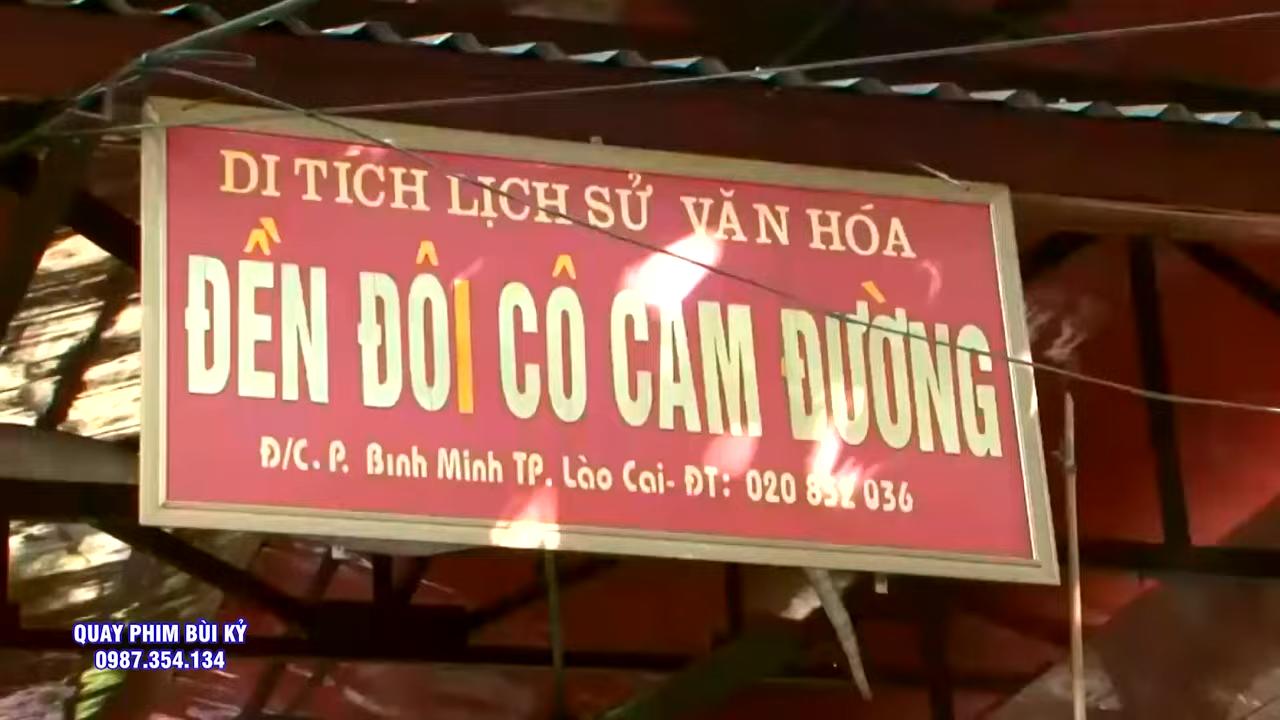 DI TÍCH LỊCH SỬ VĂN HÓA
ĐỀN ĐÔI CÔ CAM ĐƯỜNG
Đ/C. P. Bình Minh TP. Lào Cai- ĐT: 020 852 036
QUAY PHIM BÙI KỶ
0987.354.134